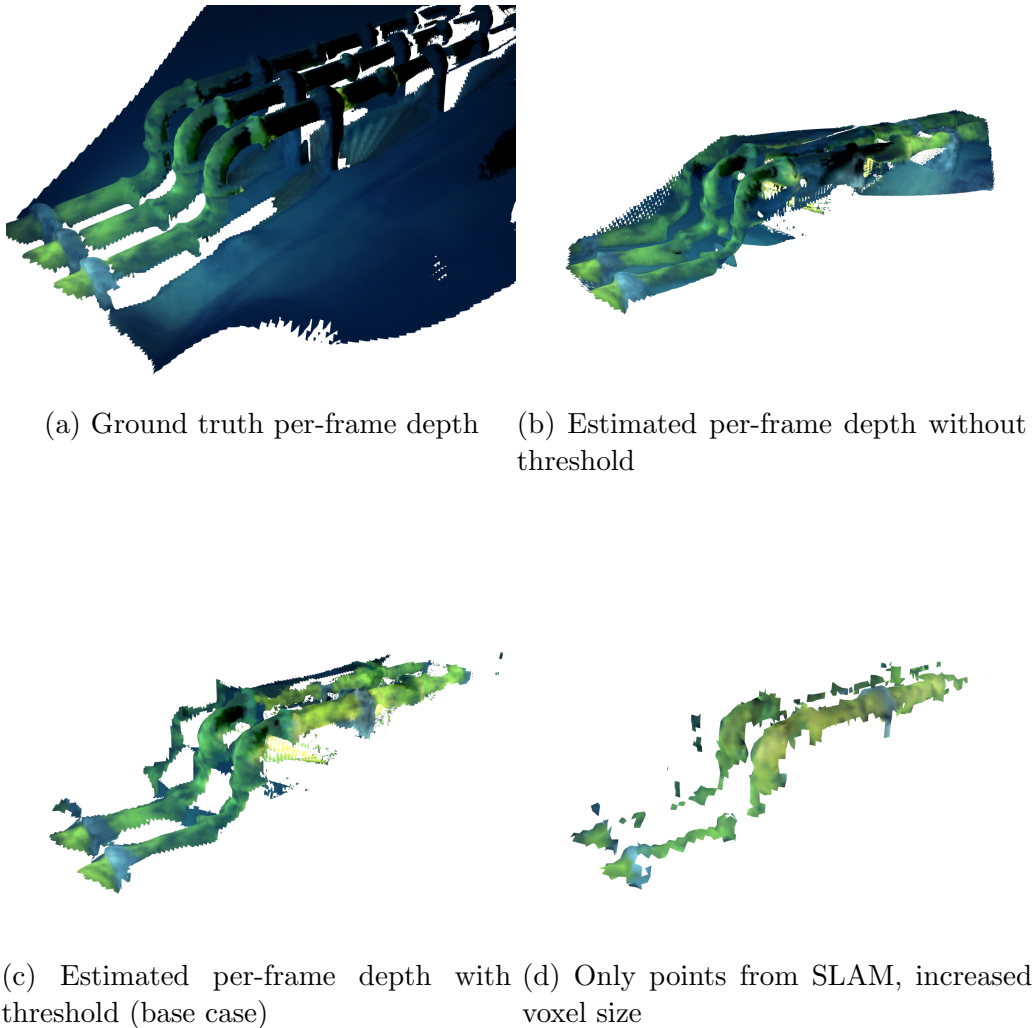 (a) Ground truth per-frame depth
(b) Estimated per-frame depth without
threshold
(c) Estimated per-frame depth with
threshold (base case)
(d) Only points from SLAM, increased
voxel size